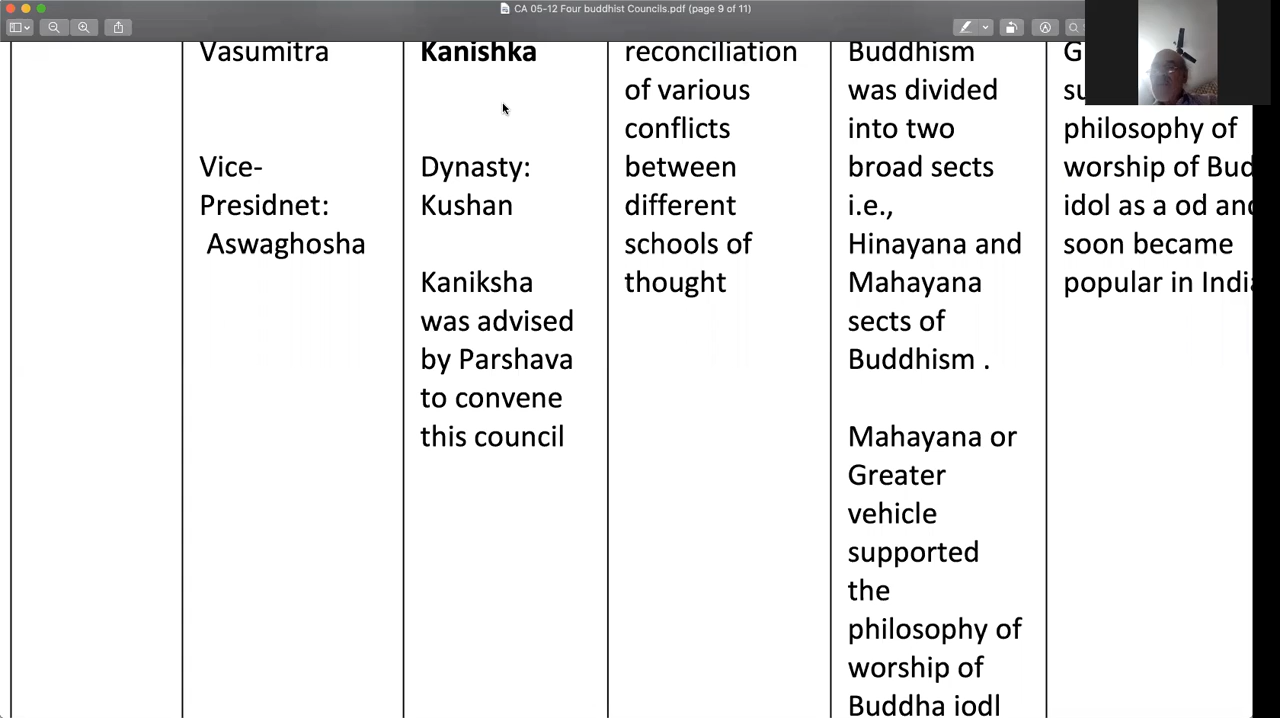 CA 05-12 Four buddhist Councils.pdf (page 9 of 11)
Vasumitra
Vice-
Presidnet:
Aswaghosha
Kanishka
Dynasty:
Kushan
Kaniksha
was advised
by Parshava
to convene
this council
reconciliation
of various
conflicts
between
different
schools of
thought
Buddhism
was divided
into two
broad sects
i.e.,
Hinayana and
Mahayana
sects of
Buddhism .
Mahayana or
Greater
vehicle
supported
the
philosophy of
worship of
Buddha iodl
philosophy of
worship of Bud
idol as a od and
soon became
popular in India